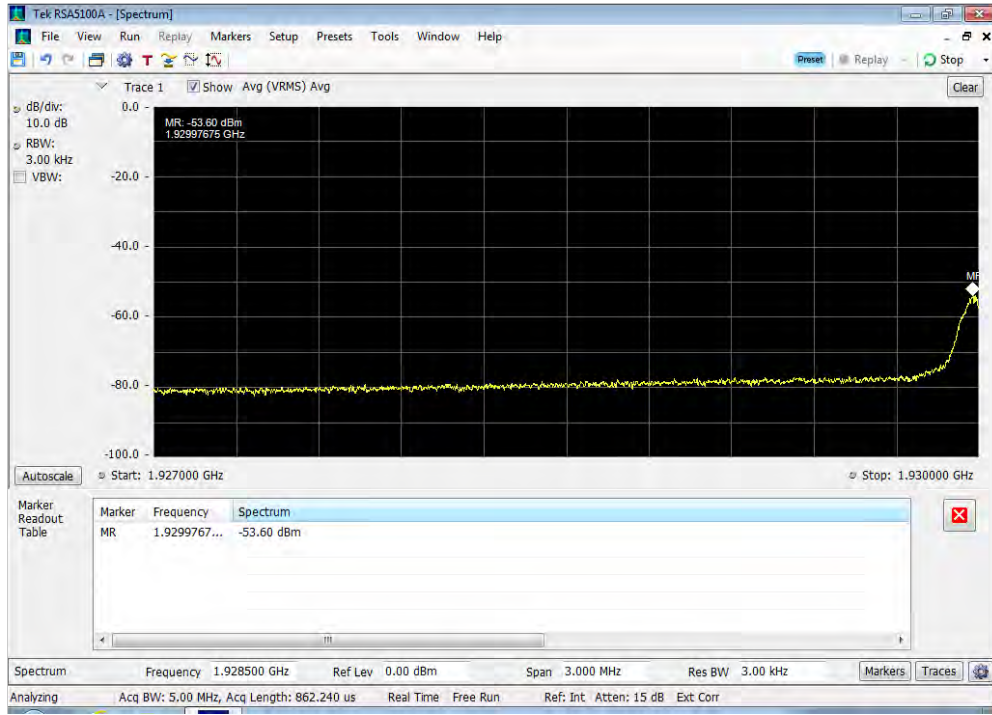 Tek RSA5100A - [Spectrum]
File View Run Replay Markers Setup Presets Tools Window Help
Preset Replay Stop
Trace 1 Show Avg (VRMS) Avg Clear
dB/div:
10.0 dB
RBW:
3.00 kHz
VBW:
0.0
-20.0
-40.0
-60.0
-80.0
-100.0
MR: -53.60 dBm
1.92997675 GHz
MR
Autoscale Start: 1.927000 GHz Stop: 1.930000 GHz
Marker Readout Table
Marker Frequency Spectrum
MR 1.9299767... -53.60 dBm
Spectrum Frequency 1.928500 GHz Ref Lev 0.00 dBm Span 3.000 MHz Res BW 3.00 kHz Markers Traces
Analyzing Acq BW: 5.00 MHz, Acq Length: 862.240 us Real Time Free Run Ref: Int Atten: 15 dB Ext Corr